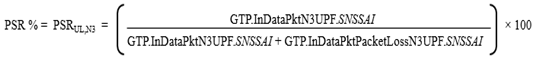 PSR % = PSR_UL,N3 = ( GTP.InDataPktN3UPF.SNSSAI / GTP.InDataPktN3UPF.SNSSAI + GTP.InDataPktPacketLossN3UPF.SNSSAI ) × 100